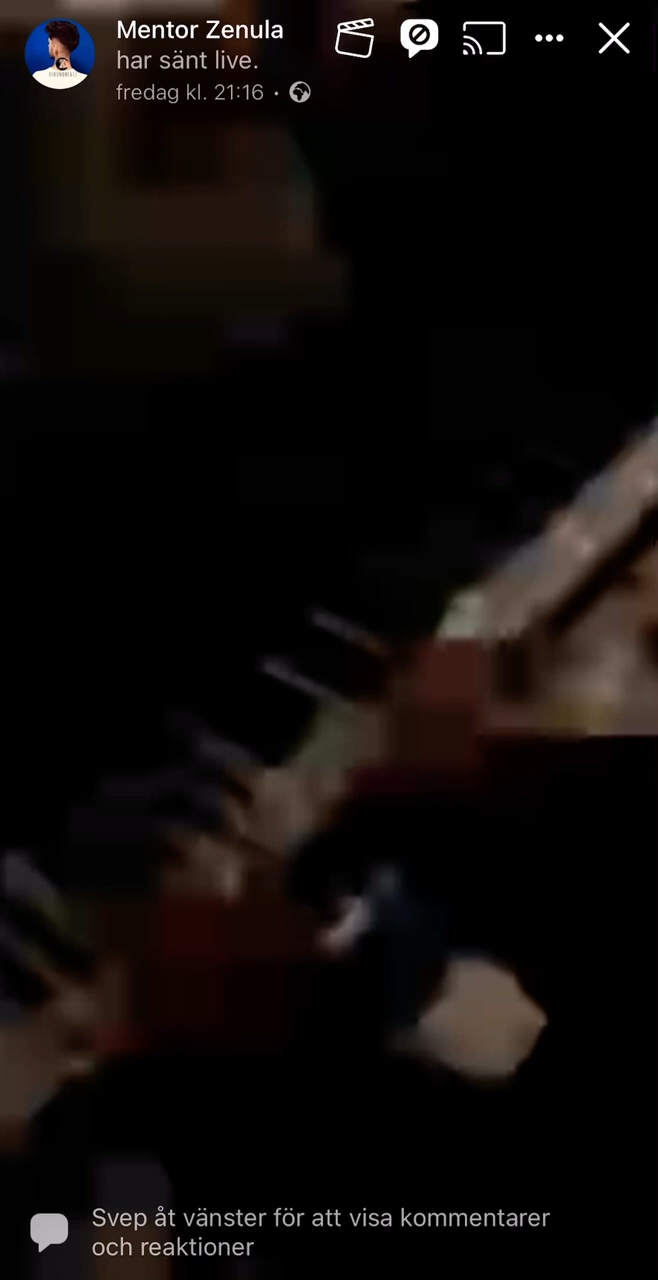 Mentor Zenula
har sänt live.
fredag kl. 21:16 ·
Svep åt vänster för att visa kommentarer
och reaktioner